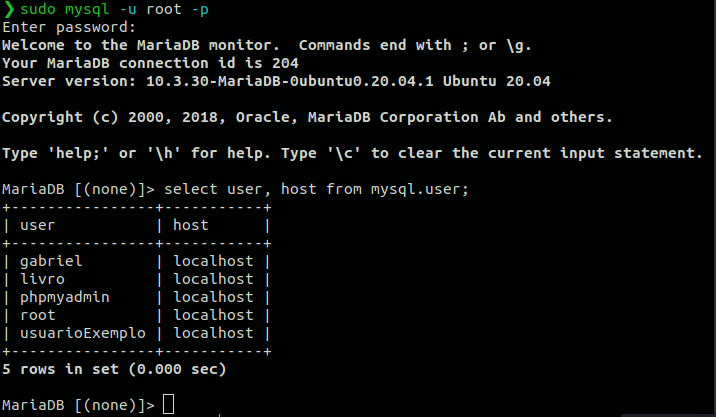 ❯ sudo mysql -u root -p
Enter password:
Welcome to the MariaDB monitor.  Commands end with ; or \g.
Your MariaDB connection id is 204
Server version: 10.3.30-MariaDB-0ubuntu0.20.04.1 Ubuntu 20.04

Copyright (c) 2000, 2018, Oracle, MariaDB Corporation Ab and others.

Type 'help;' or '\h' for help. Type '\c' to clear the current input statement.

MariaDB [(none)]> select user, host from mysql.user;
+----------------+-----------+
| user           | host      |
+----------------+-----------+
| gabriel        | localhost |
| livro          | localhost |
| phpmyadmin     | localhost |
| root           | localhost |
| usuarioExemplo | localhost |
+----------------+-----------+
5 rows in set (0.000 sec)

MariaDB [(none)]>